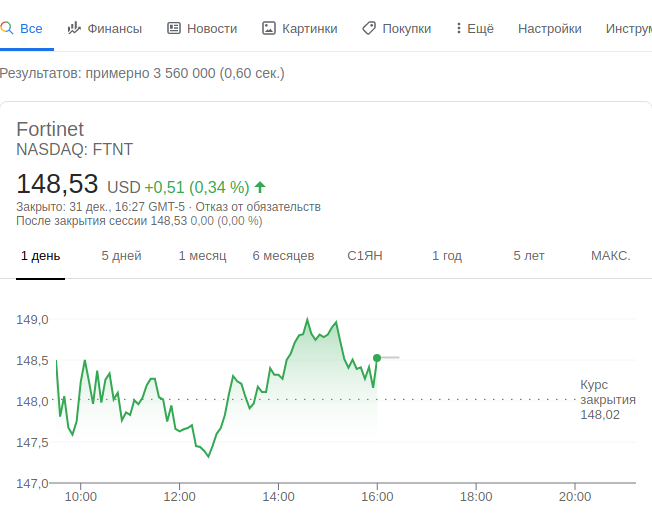 Все Финансы Новости Картинки Покупки Ещё Настройки
Результатов: примерно 3 560 000 (0,60 сек.)
Fortinet
NASDAQ: FTNT
148,53 USD +0,51 (0,34 %)
Закрыто: 31 дек., 16:27 GMT-5 · Отказ от обязательств
После закрытия сессии 148,53 0,00 (0,00 %)
1 день 5 дней 1 месяц 6 месяцев С1ЯН 1 год 5 лет МАКС.
149,0
148,5
148,0
147,5
147,0
Курс
закрытия
148,02
10:00 12:00 14:00 16:00 18:00 20:00